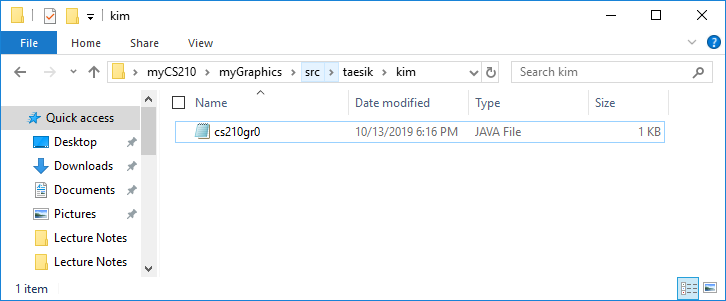 kim
File Home Share View
myCS210 myGraphics src taesik kim Search kim
Name Date modified Type Size
Quick access
cs210gr0 10/13/2019 6:16 PM JAVA File 1 KB
Desktop
Downloads
Documents
Pictures
Lecture Notes
Lecture Notes
1 item